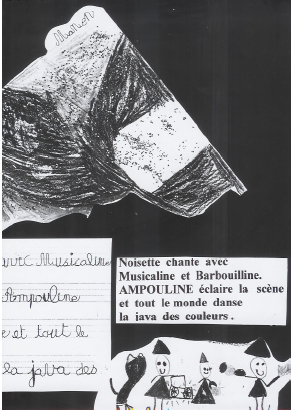 Manon
avec Musicaline
Ampouline
et tout le
la java des
Noisette chante avec
Musicaline et Barbouilline.
AMPOULINE éclaire la scène
et tout le monde danse
la java des couleurs.